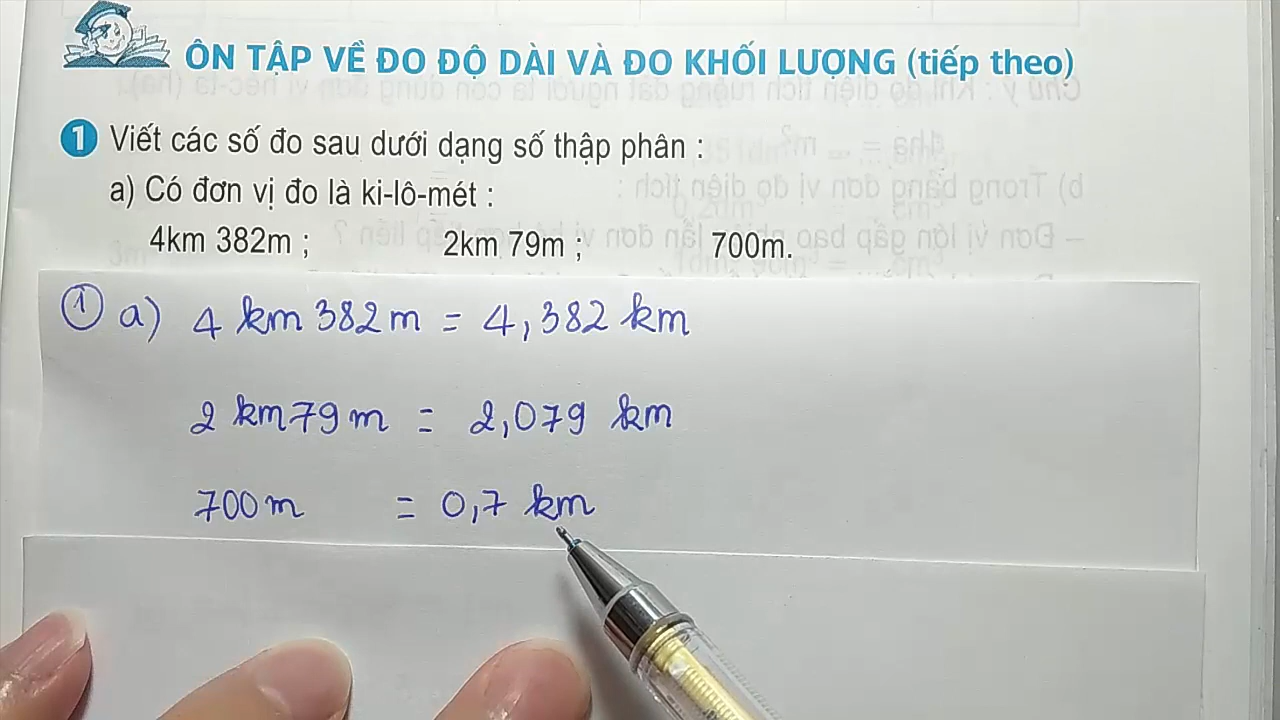 ÔN TẬP VỀ ĐO ĐỘ DÀI VÀ ĐO KHỐI LƯỢNG (tiếp theo)
1 Viết các số đo sau dưới dạng số thập phân :
a) Có đơn vị đo là ki-lô-mét :
4km 382m ; 2km 79m ; 700m.
1 a) 4 km 382 m = 4,382 km
2 km 79 m = 2,079 km
700 m = 0,7 km